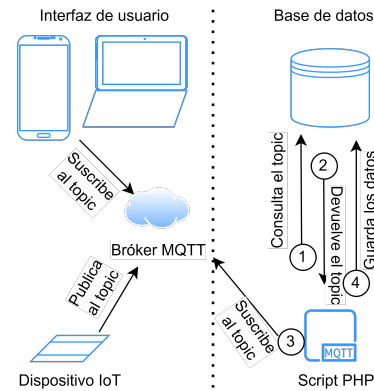 Interfaz de usuario
Base de datos
Suscribe
al topic
Bróker MQTT
Publica
al topic
Dispositivo IoT
Consulta el topic
1
2
Devuelve el topic
Guarda los datos
4
Suscribe
al topic
3
MQTT
Script PHP